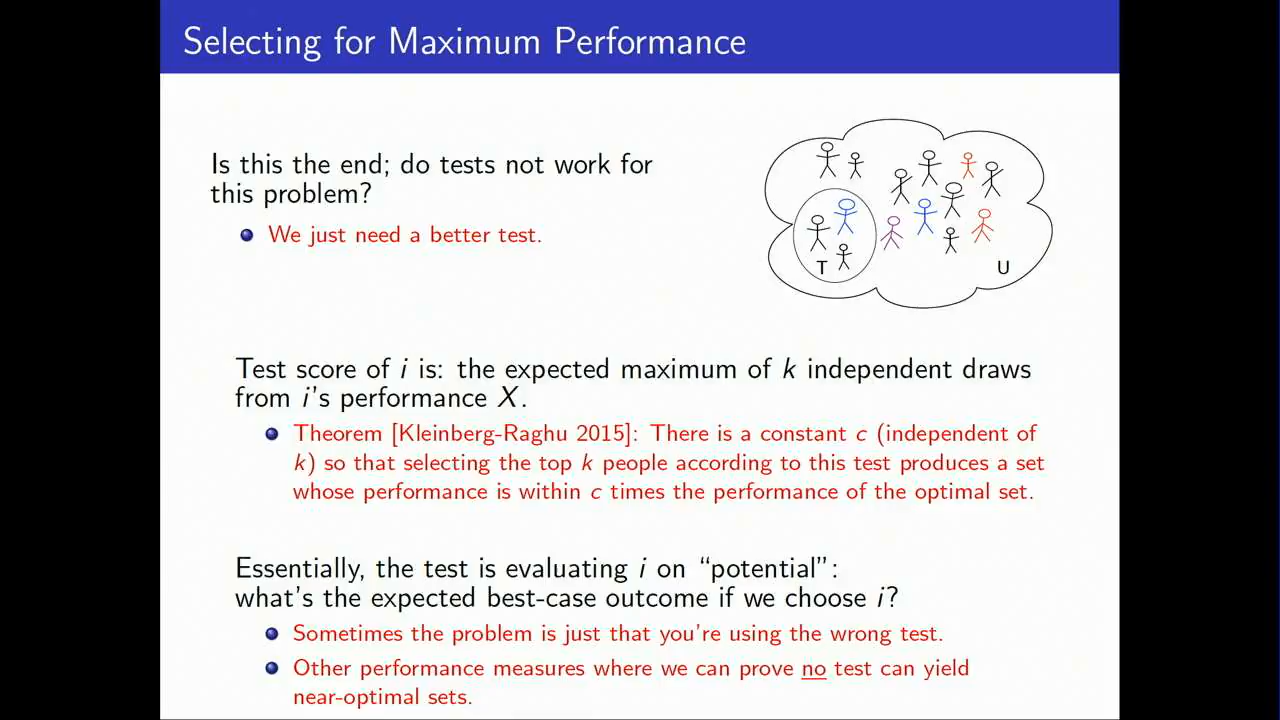 Selecting for Maximum Performance
Is this the end; do tests not work for
this problem?
We just need a better test.
T
U
Test score of i is: the expected maximum of k independent draws
from i's performance X.
Theorem [Kleinberg-Raghu 2015]: There is a constant c (independent of
k) so that selecting the top k people according to this test produces a set
whose performance is within c times the performance of the optimal set.
Essentially, the test is evaluating i on “potential”:
what's the expected best-case outcome if we choose i?
Sometimes the problem is just that you're using the wrong test.
Other performance measures where we can prove no test can yield
near-optimal sets.